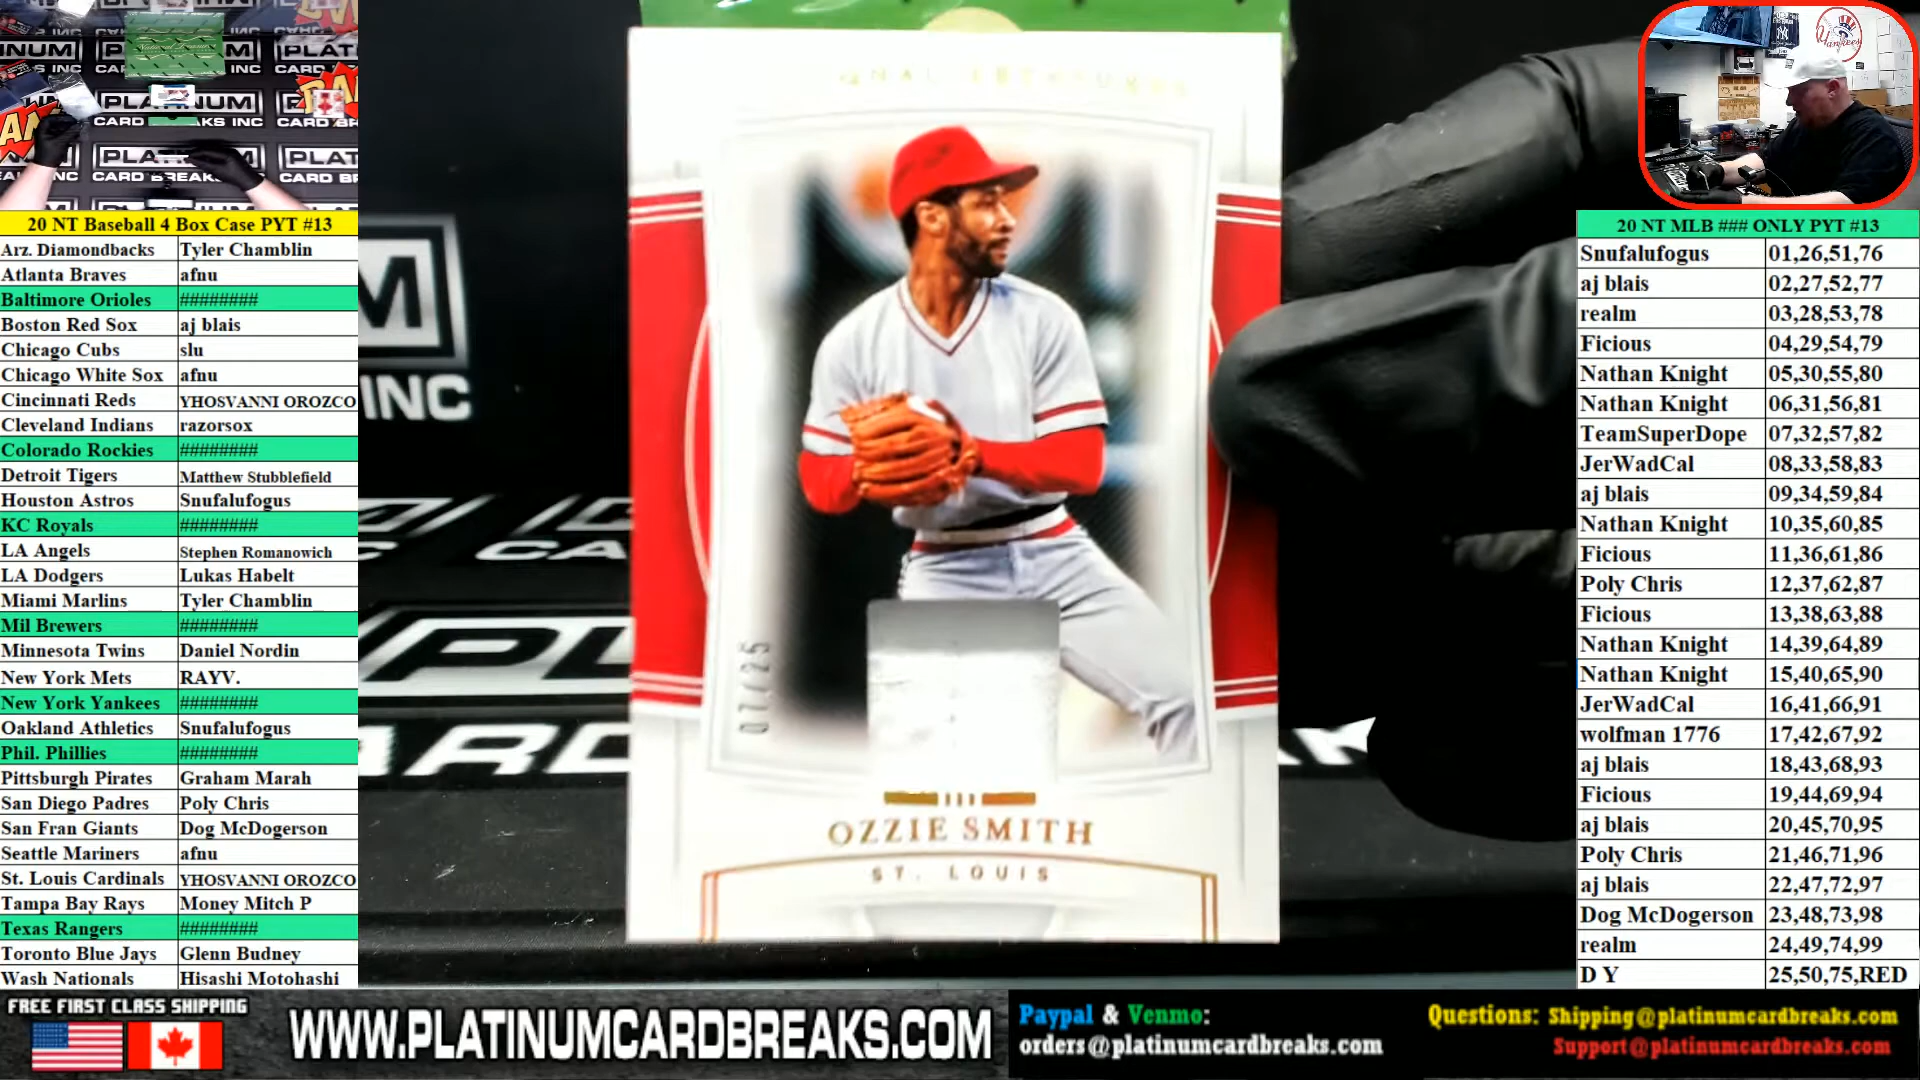 20 NT Baseball 4 Box Case PYT #13
Arz. Diamondbacks Tyler Chamblin
Atlanta Braves afnu
Baltimore Orioles ########
Boston Red Sox aj blais
Chicago Cubs slu
Chicago White Sox afnu
Cincinnati Reds YHOSVANNI OROZCO
Cleveland Indians razorsox
Colorado Rockies ########
Detroit Tigers Matthew Stubblefield
Houston Astros Snufalufogus
KC Royals ########
LA Angels Stephen Romanowich
LA Dodgers Lukas Habelt
Miami Marlins Tyler Chamblin
Mil Brewers ########
Minnesota Twins Daniel Nordin
New York Mets RAYV.
New York Yankees ########
Oakland Athletics Snufalufogus
Phil. Phillies ########
Pittsburgh Pirates Graham Marah
San Diego Padres Poly Chris
San Fran Giants Dog McDogerson
Seattle Mariners afnu
St. Louis Cardinals YHOSVANNI OROZCO
Tampa Bay Rays Money Mitch P
Texas Rangers ########
Toronto Blue Jays Glenn Budney
Wash Nationals Hisashi Motohashi
PLATINUM
CARD BREAKS INC
INC
07/25
OZZIE SMITH
ST. LOUIS
Yankees
20 NT MLB ### ONLY PYT #13
Snufalufogus 01,26,51,76
aj blais 02,27,52,77
realm 03,28,53,78
Ficious 04,29,54,79
Nathan Knight 05,30,55,80
Nathan Knight 06,31,56,81
TeamSuperDope 07,32,57,82
JerWadCal 08,33,58,83
aj blais 09,34,59,84
Nathan Knight 10,35,60,85
Ficious 11,36,61,86
Poly Chris 12,37,62,87
Ficious 13,38,63,88
Nathan Knight 14,39,64,89
Nathan Knight 15,40,65,90
JerWadCal 16,41,66,91
wolfman 1776 17,42,67,92
aj blais 18,43,68,93
Ficious 19,44,69,94
aj blais 20,45,70,95
Poly Chris 21,46,71,96
aj blais 22,47,72,97
Dog McDogerson 23,48,73,98
realm 24,49,74,99
D Y 25,50,75,RED
FREE FIRST CLASS SHIPPING
WWW.PLATINUMCARDBREAKS.COM
Paypal & Venmo:
orders@platinumcardbreaks.com
Questions: Shipping@platinumcardbreaks.com
Support@platinumcardbreaks.com